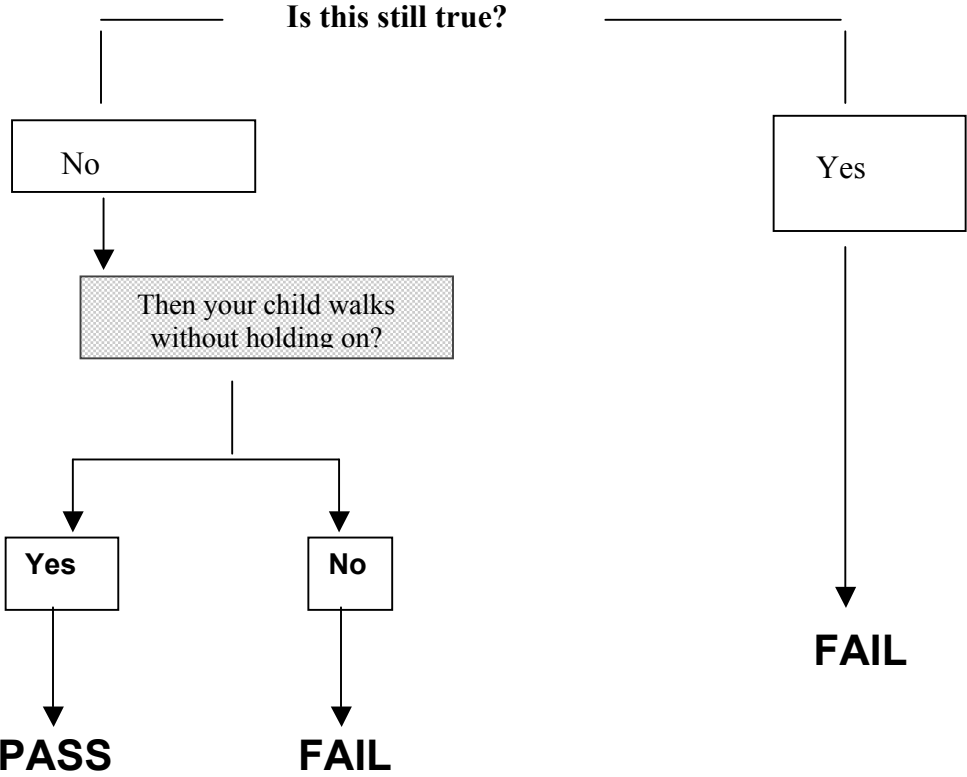 Is this still true?
No
Yes
Then your child walks
without holding on?
Yes
No
FAIL
PASS
FAIL